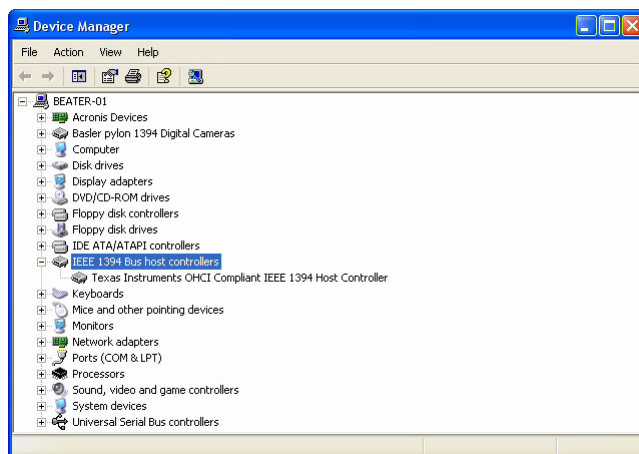 Device Manager
File Action View Help
BEATER-01
Acronis Devices
Basler pylon 1394 Digital Cameras
Computer
Disk drives
Display adapters
DVD/CD-ROM drives
Floppy disk controllers
Floppy disk drives
IDE ATA/ATAPI controllers
IEEE 1394 Bus host controllers
Texas Instruments OHCI Compliant IEEE 1394 Host Controller
Keyboards
Mice and other pointing devices
Monitors
Network adapters
Ports (COM & LPT)
Processors
Sound, video and game controllers
System devices
Universal Serial Bus controllers